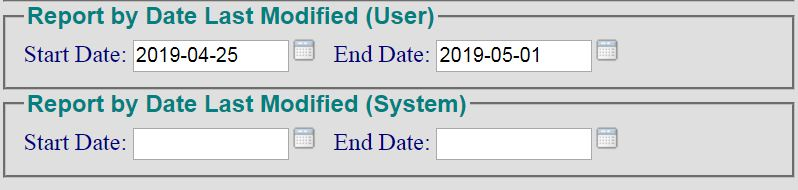 Report by Date Last Modified (User)
Start Date: 2019-04-25 End Date: 2019-05-01
Report by Date Last Modified (System)
Start Date: End Date: